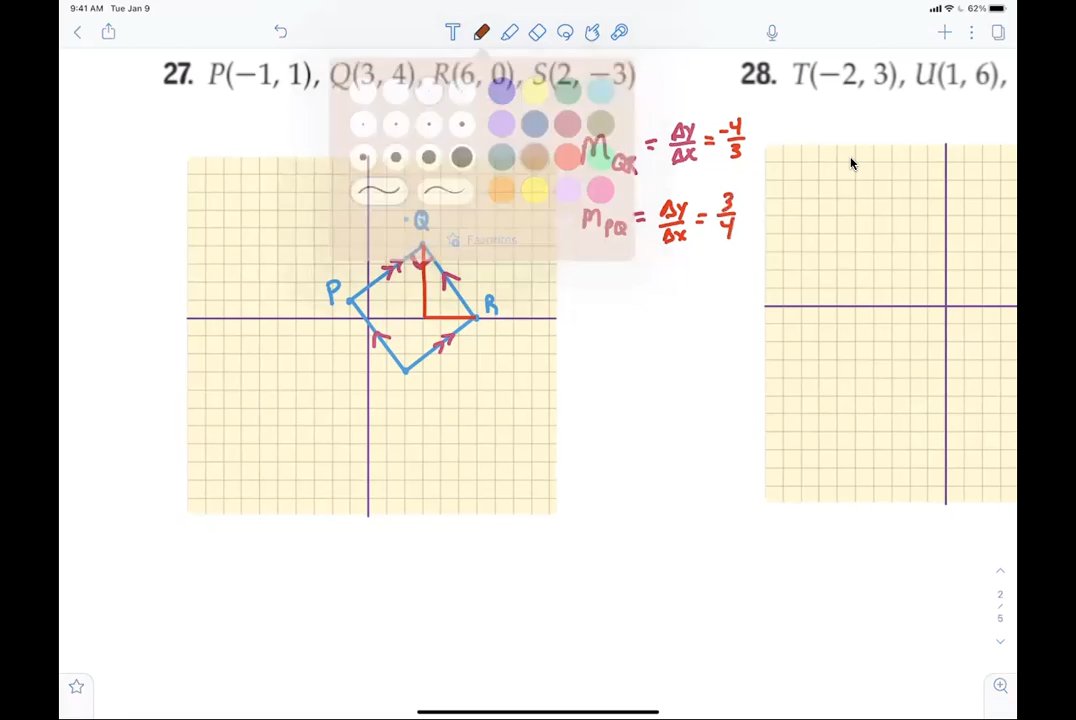 9:41 AM Tue Jan 9
62%
T
27. P(−1, 1), Q(3, 4), R(6, 0), S(2, −3)
28. T(−2, 3), U(1, 6),
M_QR = Δy/Δx = -4/3
M_PQ = Δy/Δx = 3/4
Favorites
Q
P
R
2
/
5